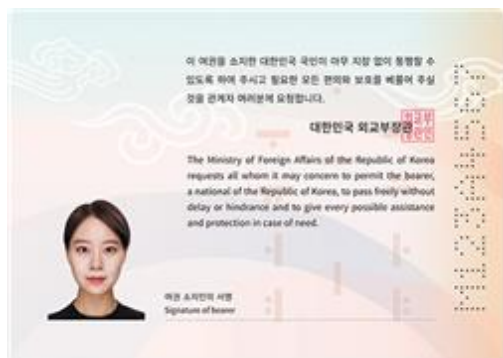 이 여권을 소지한 대한민국 국민이 아무 지장 없이 통행할 수
있도록 하여 주시고 필요한 모든 편의와 보호를 베풀어 주실
것을 관계자 여러분께 요청합니다.
대한민국 외교부장관
The Ministry of Foreign Affairs of the Republic of Korea
requests all whom it may concern to permit the bearer,
a national of the Republic of Korea, to pass freely without
delay or hindrance and to give every possible assistance
and protection in case of need.
여권 소지인의 서명
Signature of bearer